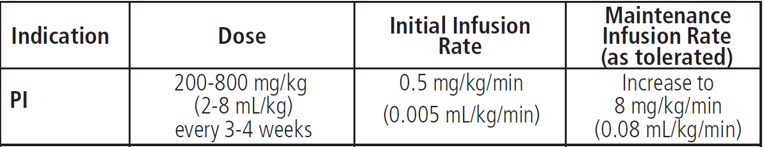 Indication
Dose
Initial Infusion
Rate
Maintenance
Infusion Rate
(as tolerated)
PI
200-800 mg/kg
(2-8 mL/kg)
every 3-4 weeks
0.5 mg/kg/min
(0.005 mL/kg/min)
Increase to
8 mg/kg/min
(0.08 mL/kg/min)